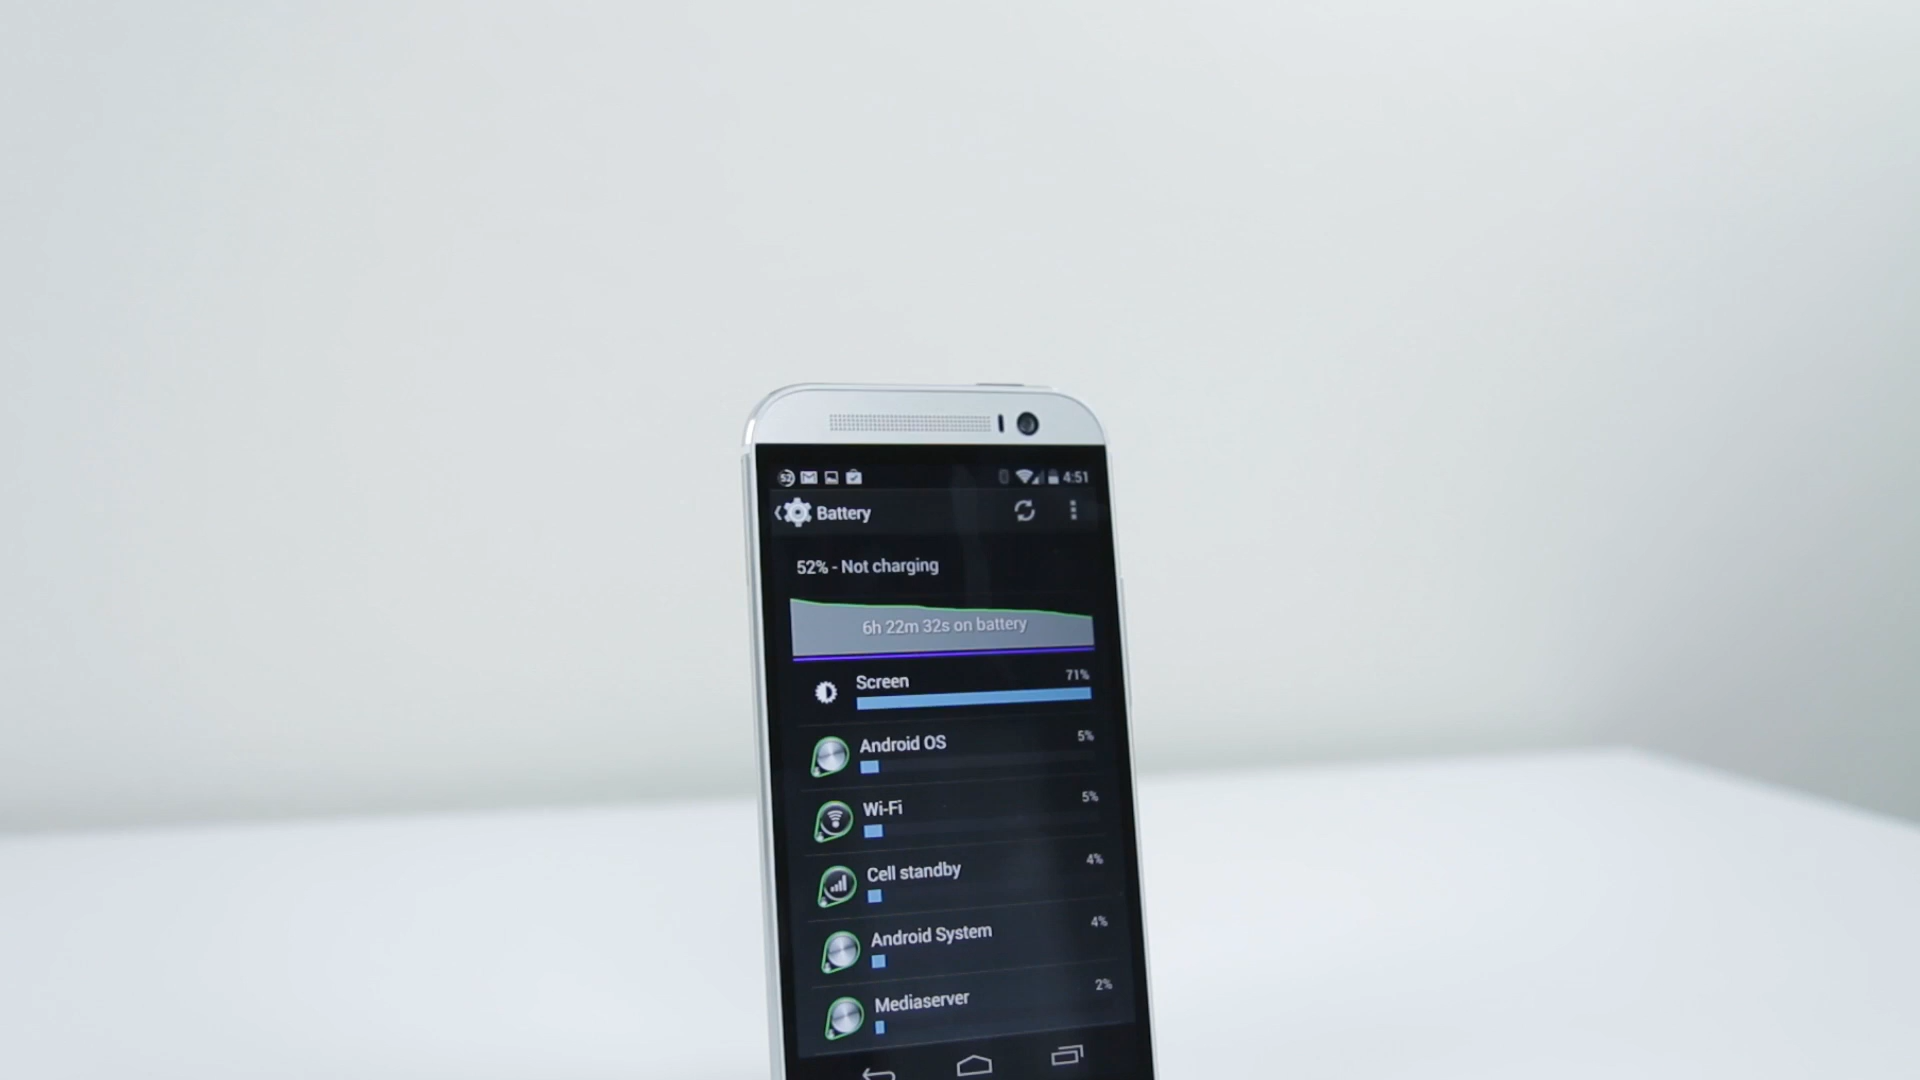 52 4:51
Battery
52% - Not charging
6h 22m 32s on battery
Screen 71%
Android OS 5%
Wi-Fi 5%
Cell standby 4%
Android System 4%
Mediaserver 2%